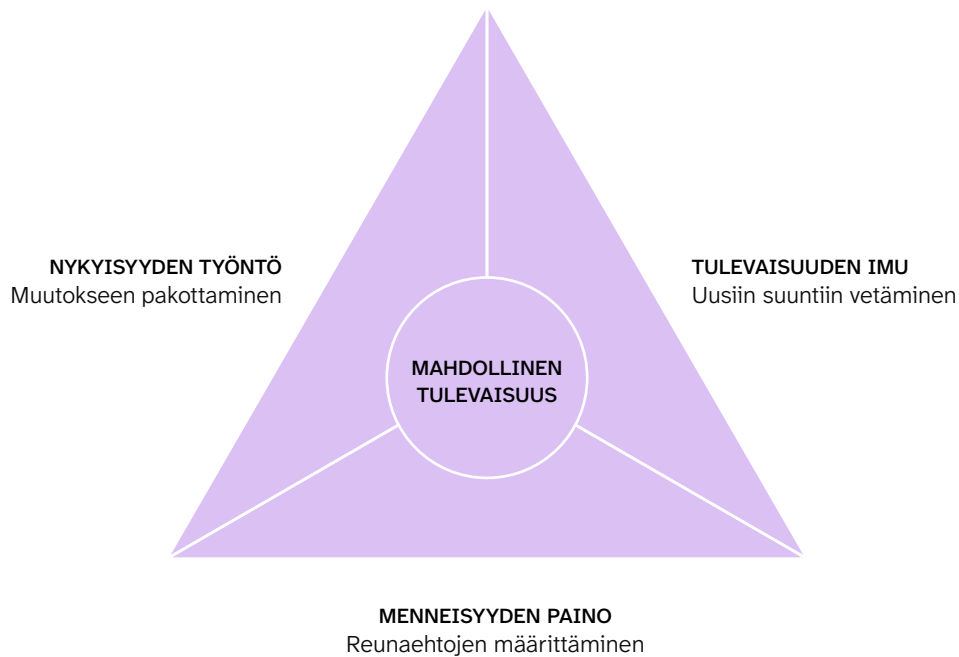 NYKYISYYDEN TYÖNTÖ
Muutokseen pakottaminen
TULEVAISUUDEN IMU
Uusiin suuntiin vetäminen
MAHDOLLINEN
TULEVAISUUS
MENNEISYYDEN PAINO
Reunaehtojen määrittäminen